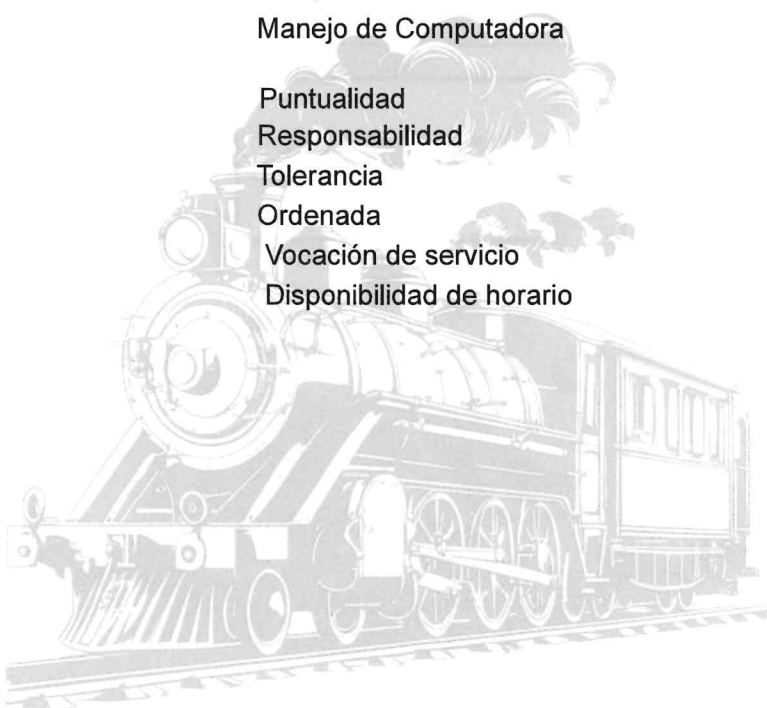 Manejo de Computadora
Puntualidad
Responsabilidad
Tolerancia
Ordenada
Vocación de servicio
Disponibilidad de horario